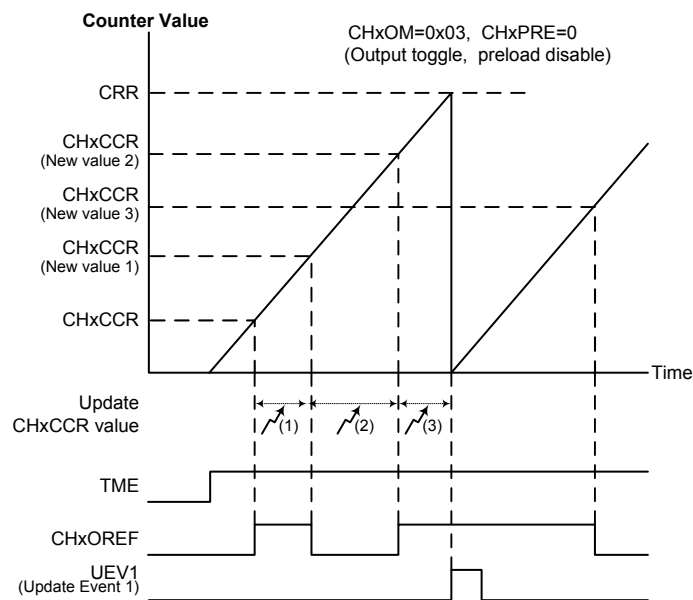 Counter Value
CHxOM=0x03, CHxPRE=0
(Output toggle, preload disable)
CRR
CHxCCR
(New value 2)
CHxCCR
(New value 3)
CHxCCR
(New value 1)
CHxCCR
Time
Update
CHxCCR value
(1)
(2)
(3)
TME
CHxOREF
UEV1
(Update Event 1)